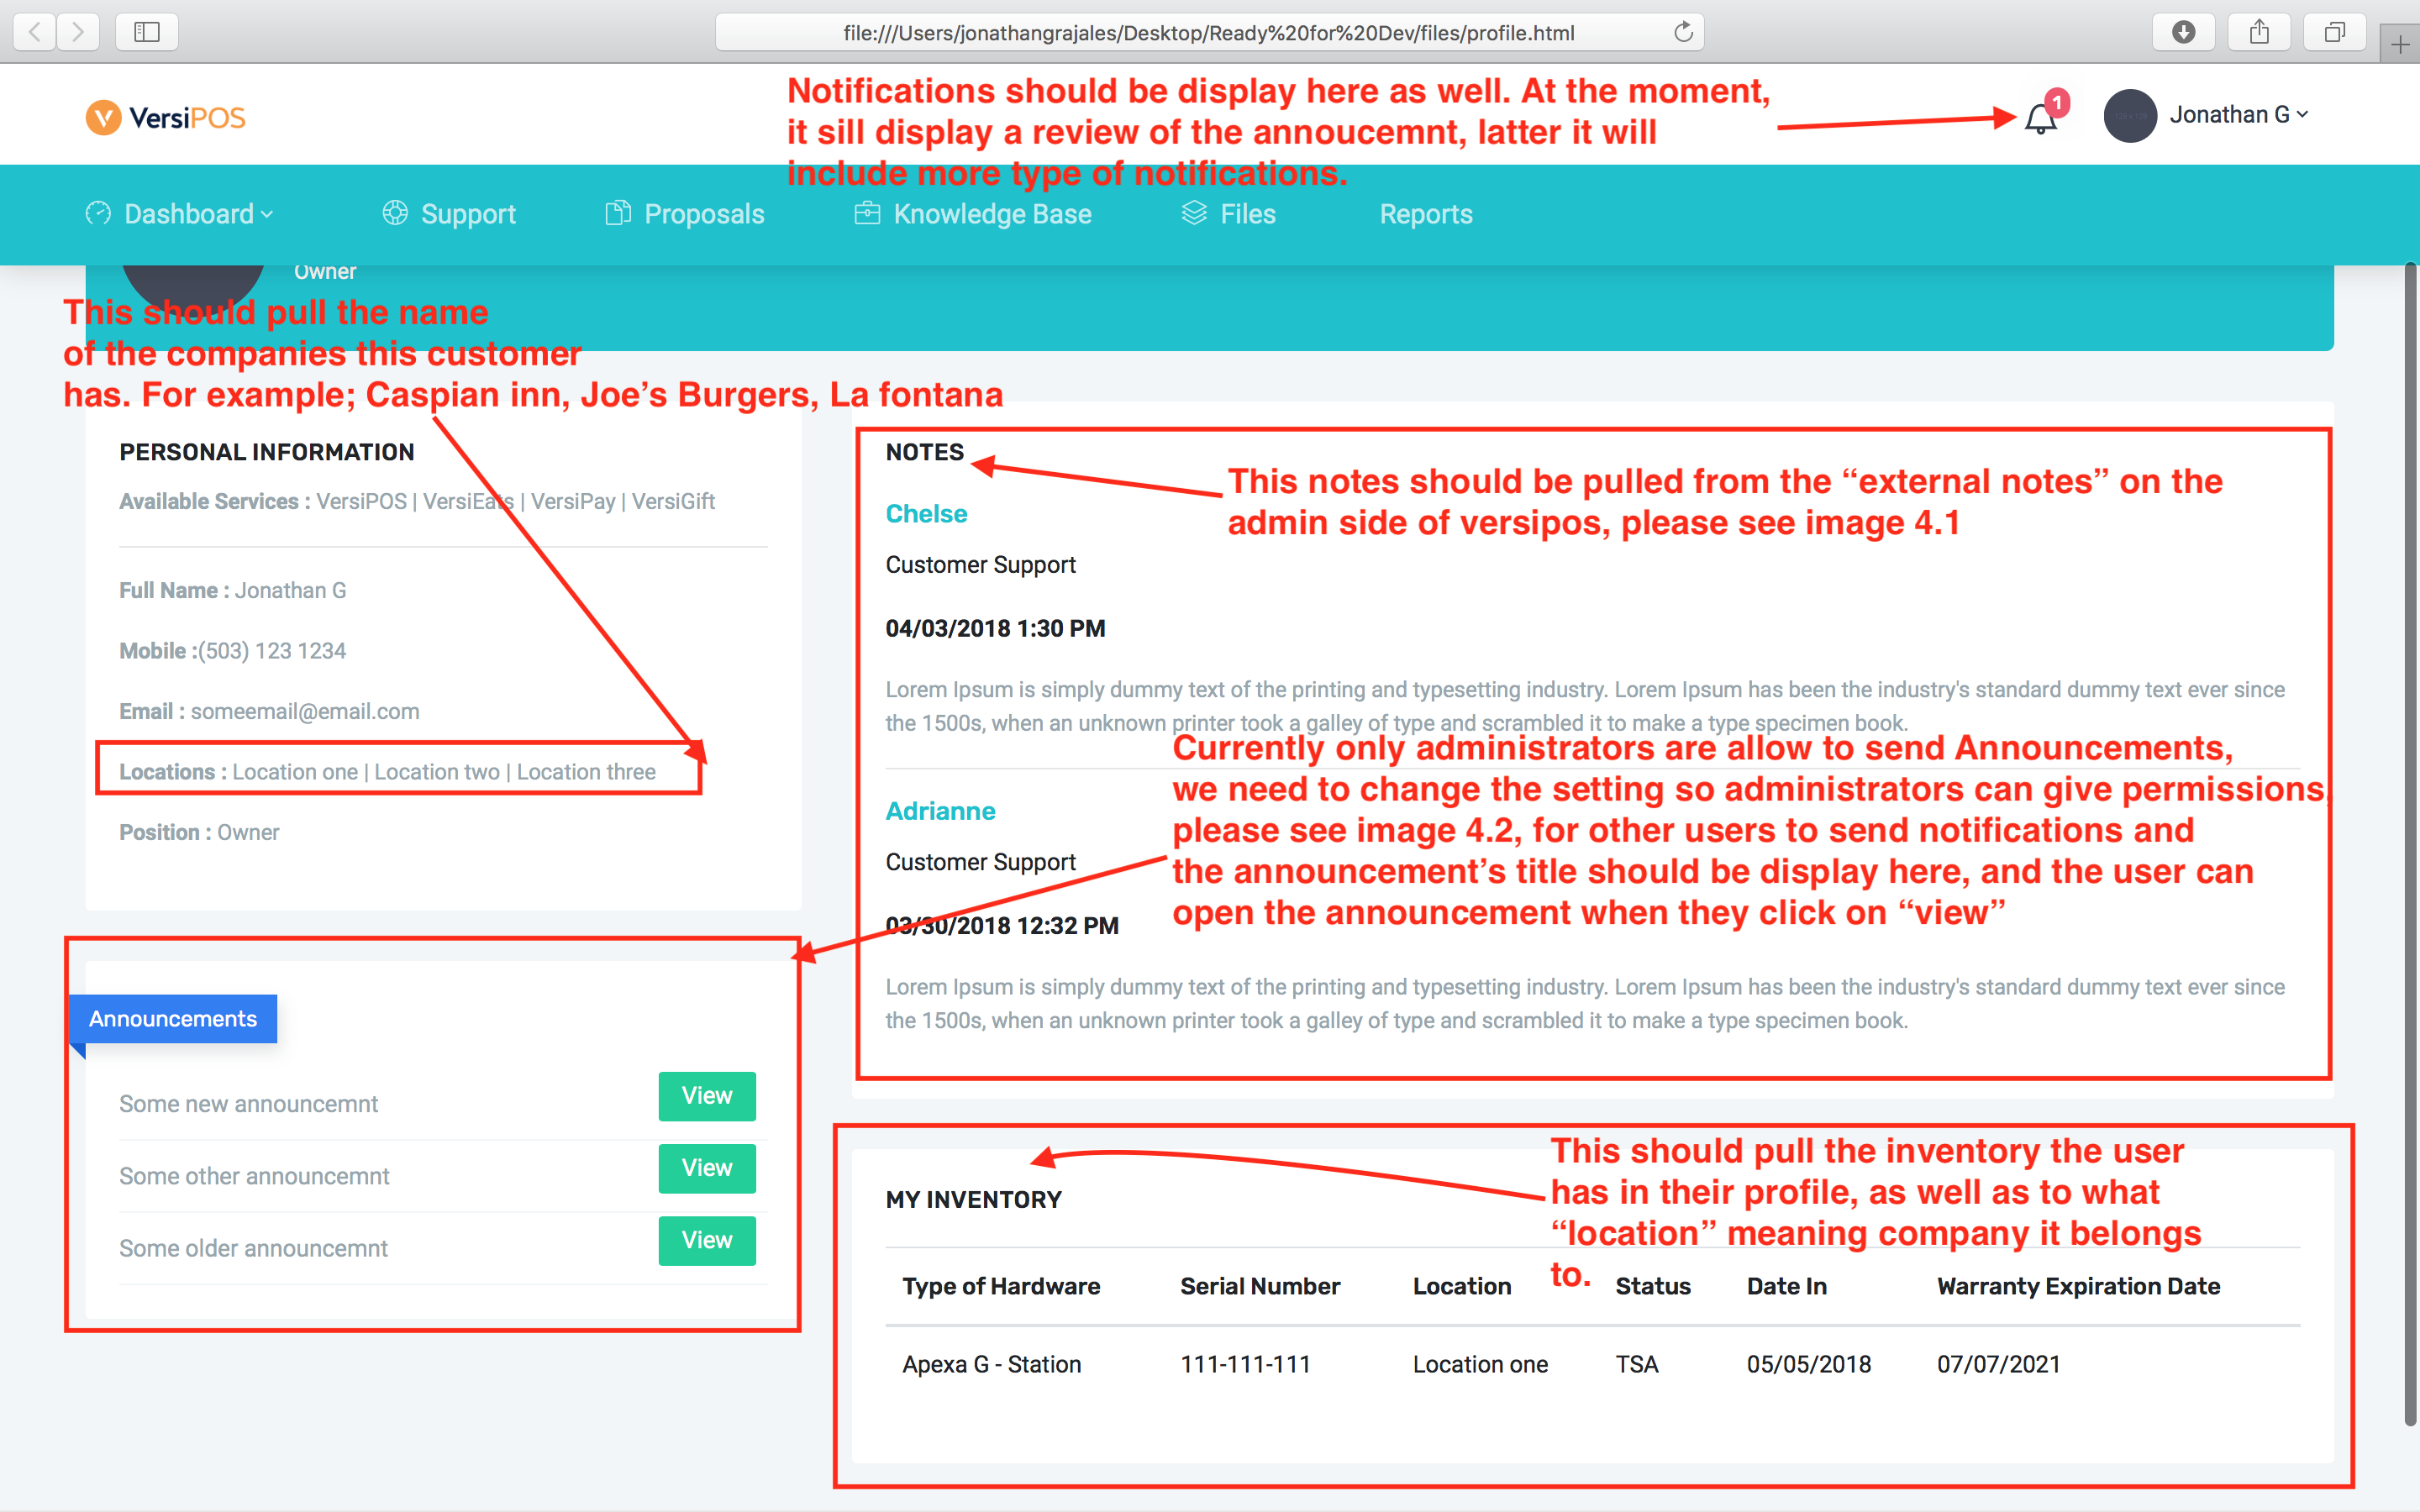 file:///Users/jonathangrajales/Desktop/Ready%20for%20Dev/files/profile.html
VersiPOS
Notifications should be display here as well. At the moment,
it sill display a review of the annoucemnt, latter it will
include more type of notifications.
1
Jonathan G
Dashboard
Support
Proposals
Knowledge Base
Files
Reports
Owner
This should pull the name
of the companies this customer
has. For example; Caspian inn, Joe’s Burgers, La fontana
PERSONAL INFORMATION
Available Services : VersiPOS | VersiEats | VersiPay | VersiGift
Full Name : Jonathan G
Mobile :(503) 123 1234
Email : someemail@email.com
Locations : Location one | Location two | Location three
Position : Owner
NOTES
This notes should be pulled from the “external notes” on the
admin side of versipos, please see image 4.1
Chelse
Customer Support
04/03/2018 1:30 PM
Lorem Ipsum is simply dummy text of the printing and typesetting industry. Lorem Ipsum has been the industry's standard dummy text ever since
the 1500s, when an unknown printer took a galley of type and scrambled it to make a type specimen book.
Currently only administrators are allow to send Announcements,
we need to change the setting so administrators can give permissions,
please see image 4.2, for other users to send notifications and
the announcement’s title should be display here, and the user can
open the announcement when they click on “view”
Adrianne
Customer Support
03/30/2018 12:32 PM
Lorem Ipsum is simply dummy text of the printing and typesetting industry. Lorem Ipsum has been the industry's standard dummy text ever since
the 1500s, when an unknown printer took a galley of type and scrambled it to make a type specimen book.
Announcements
Some new announcemnt
View
Some other announcemnt
View
Some older announcemnt
View
This should pull the inventory the user
has in their profile, as well as to what
“location” meaning company it belongs
to.
MY INVENTORY
Type of Hardware Serial Number Location Status Date In Warranty Expiration Date
Apexa G - Station 111-111-111 Location one TSA 05/05/2018 07/07/2021